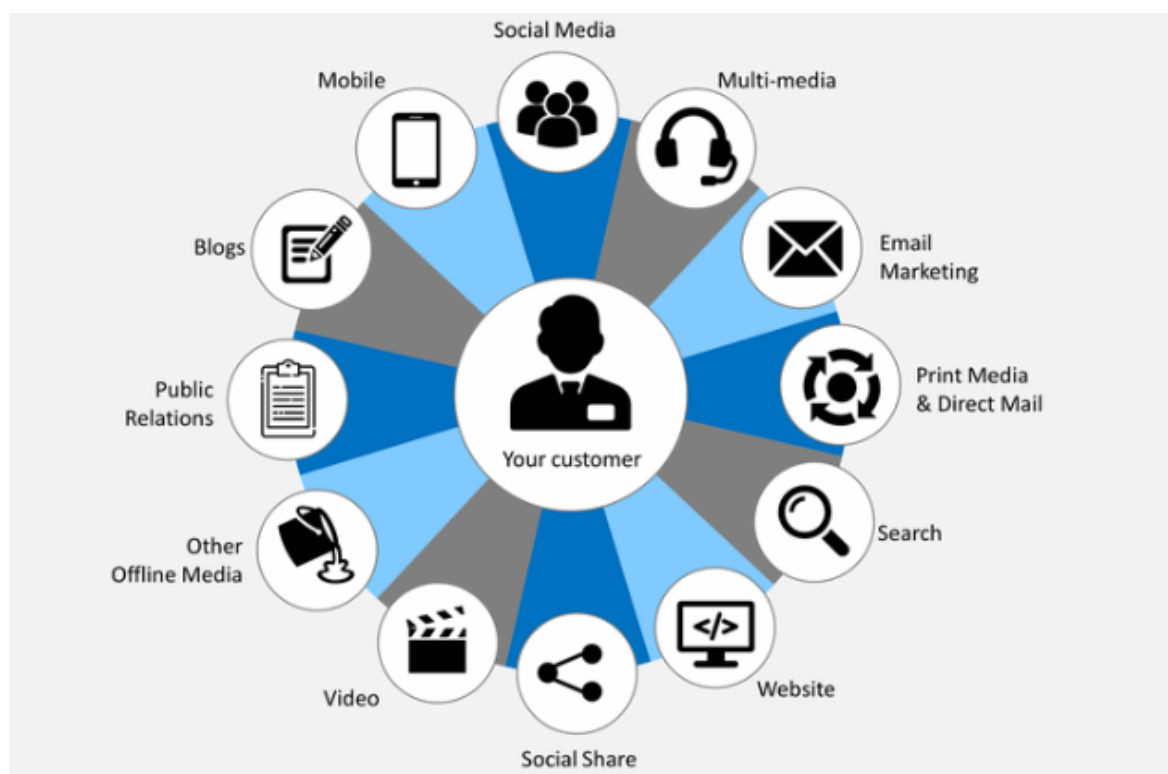 Social Media
Mobile
Multi-media
Blogs
Email
Marketing
Public
Relations
Print Media
& Direct Mail
Your customer
Other
Offline Media
Search
Video
Website
Social Share